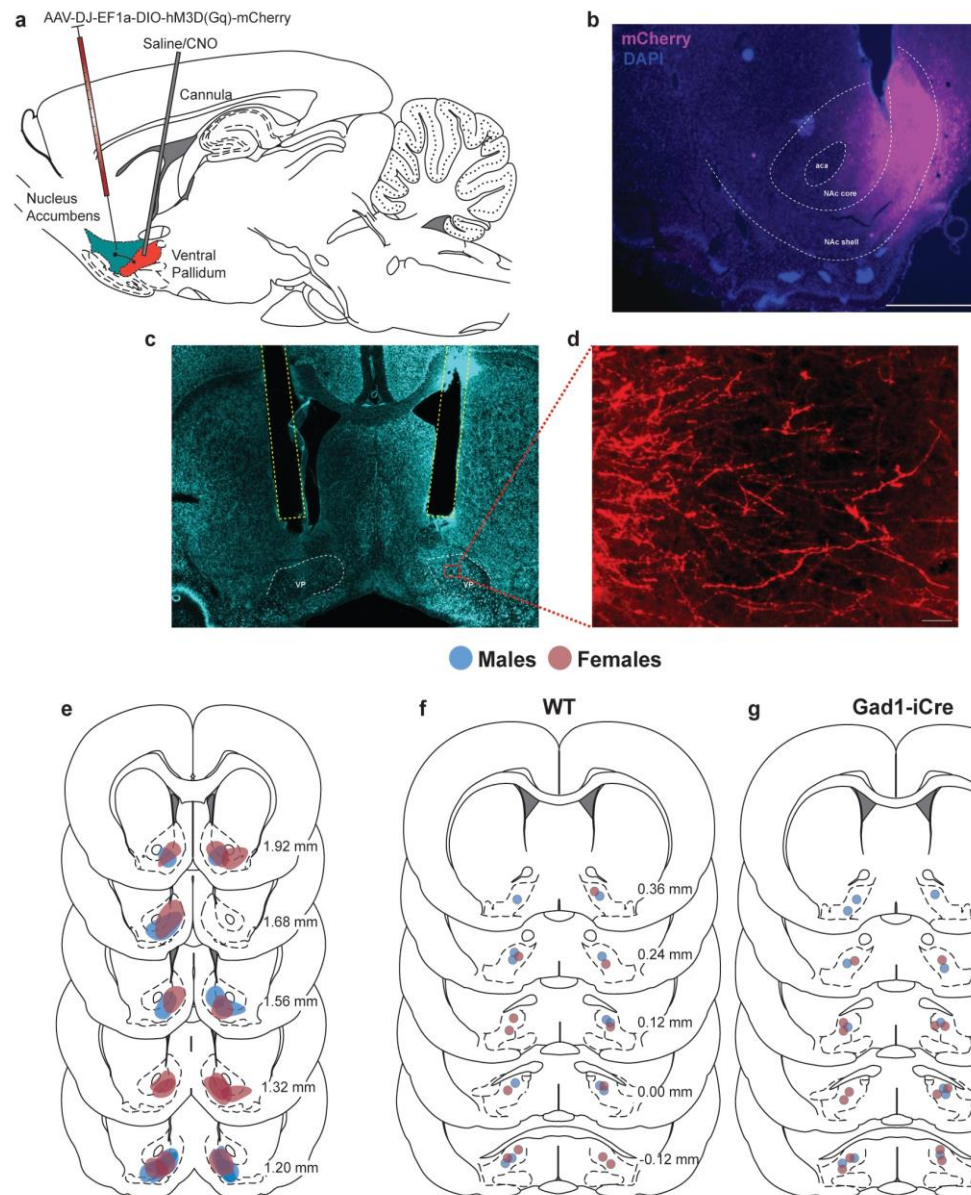 a
AAV-DJ-EF1a-DIO-hM3D(Gq)-mCherry
Saline/CNO
Cannula
Nucleus
Accumbens
Ventral
Pallidum
b
mCherry
DAPI
aca
NAc core
NAc shell
c
VP
VP
d
Males
Females
e
1.92 mm
1.68 mm
1.56 mm
1.32 mm
1.20 mm
f
WT
0.36 mm
0.24 mm
0.12 mm
0.00 mm
-0.12 mm
g
Gad1-iCre